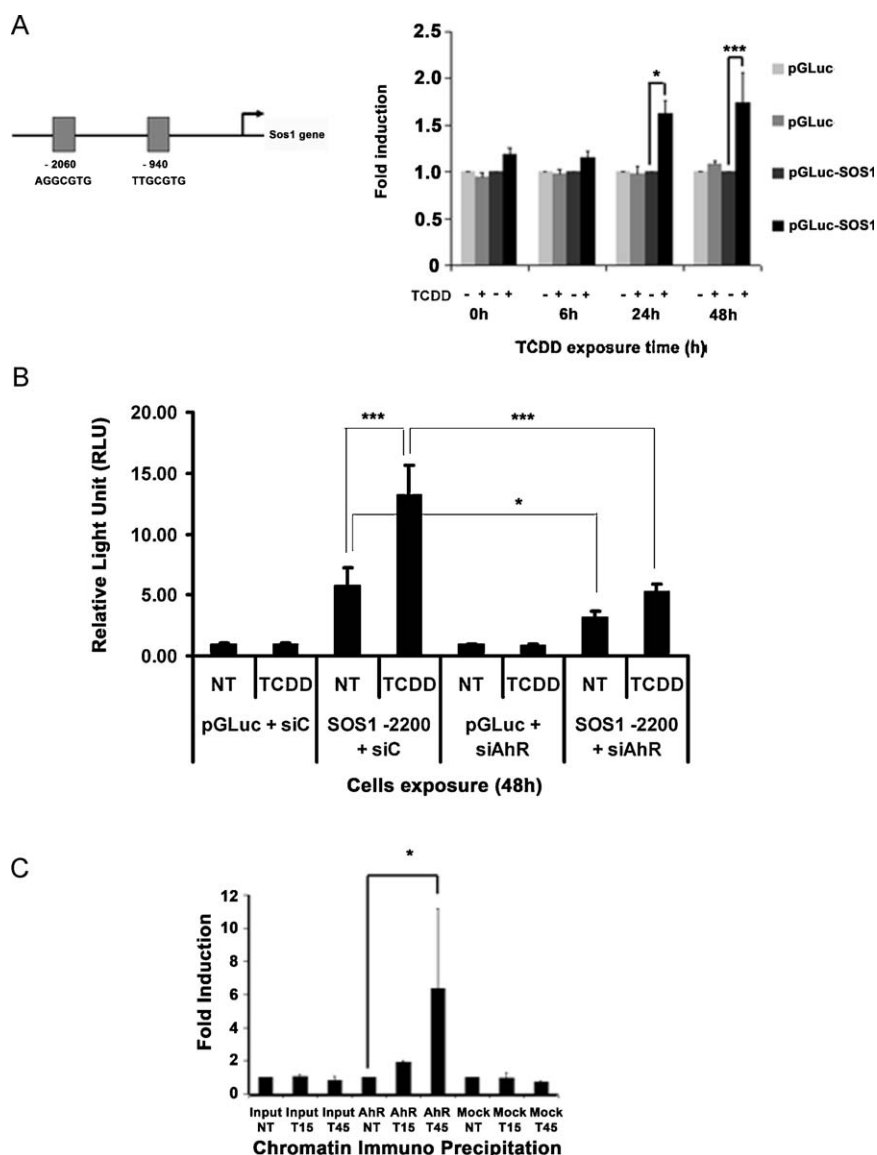 A
Sos1 gene
- 2060
- 940
AGGCGTG
TTGCGTG
Fold induction
2.5
2.0
1.5
1.0
0.5
0
*
***
pGLuc
pGLuc
pGLuc-SOS1
pGLuc-SOS1
TCDD - + - + - + - + - + - + - + - +
0h 6h 24h 48h
TCDD exposure time (h)
B
Relative Light Unit (RLU)
20.00
15.00
10.00
5.00
0.00
*** ***
*
NT TCDD NT TCDD NT TCDD NT TCDD
pGLuc + siC SOS1 -2200 pGLuc + SOS1 -2200
+ siC siAhR + siAhR
Cells exposure (48h)
C
Fold Induction
12
10
8
6
4
2
0
*
Input Input Input AhR AhR AhR Mock Mock Mock
NT T15 T45 NT T15 T45 NT T15 T45
Chromatin Immuno Precipitation